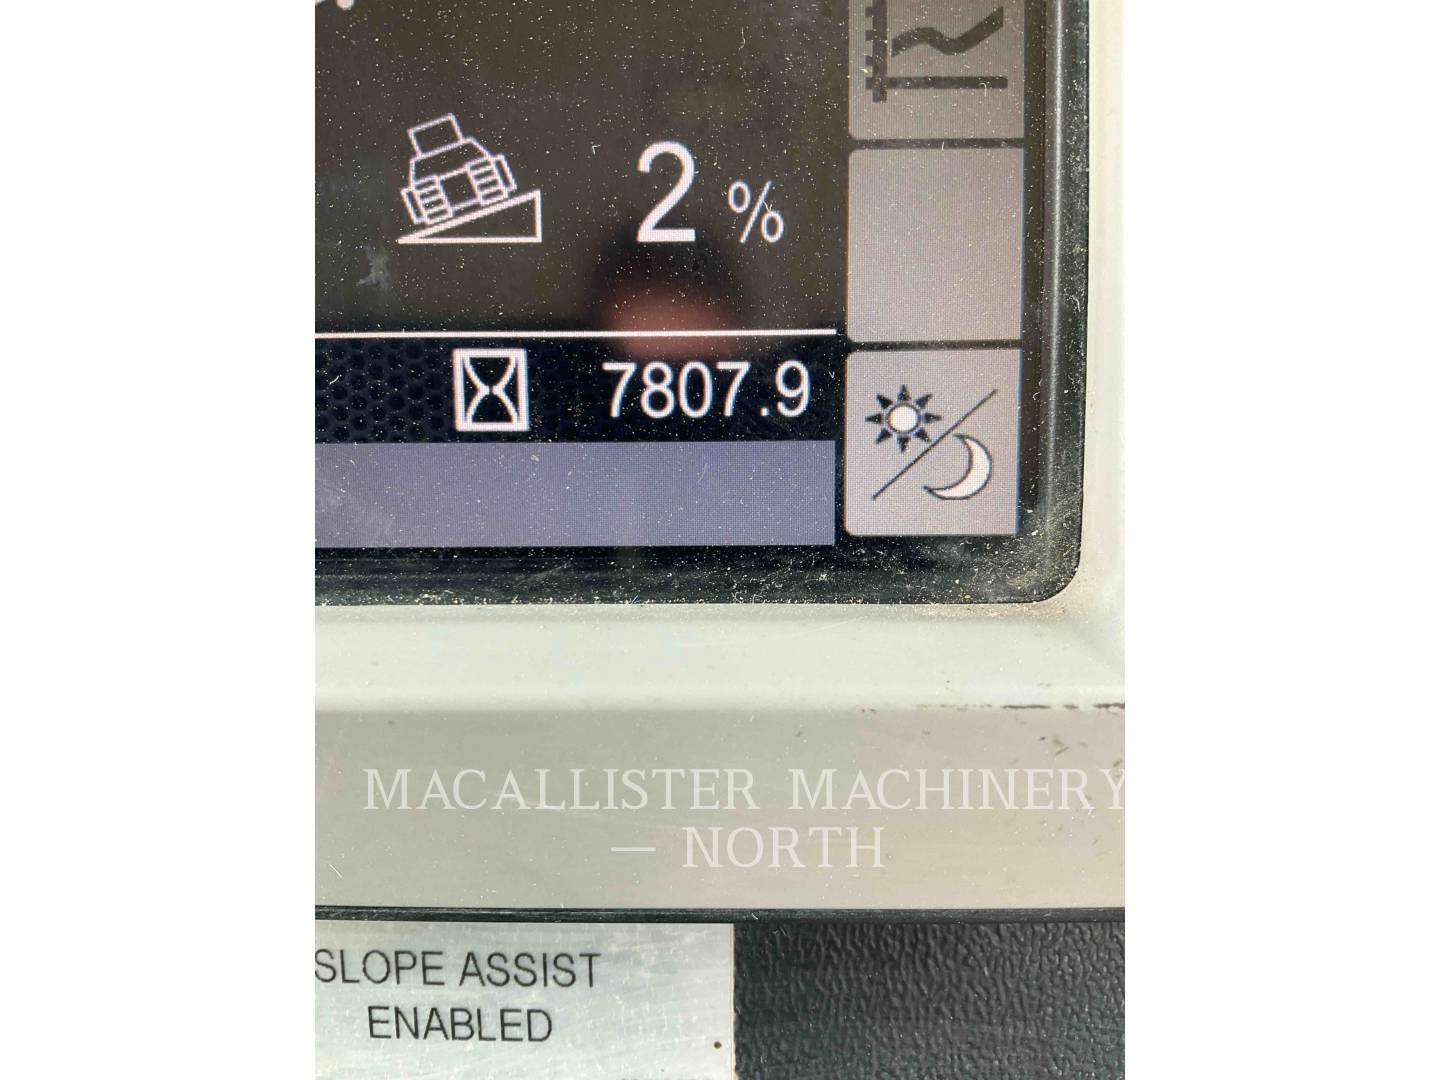 2 %
7807.9
MACALLISTER MACHINERY
— NORTH
SLOPE ASSIST
ENABLED